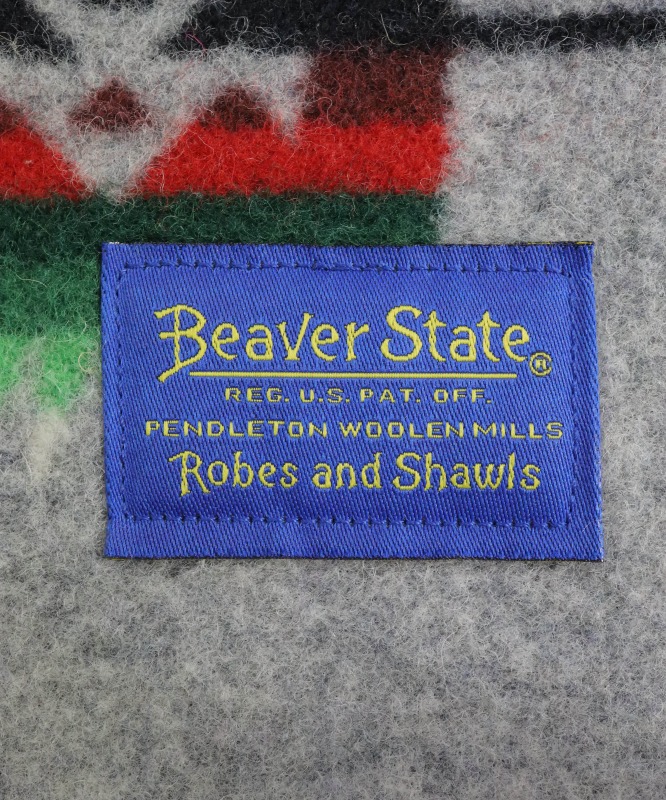 Beaver State®
REG. U.S. PAT. OFF.
PENDLETON WOOLEN MILLS
Robes and Shawls